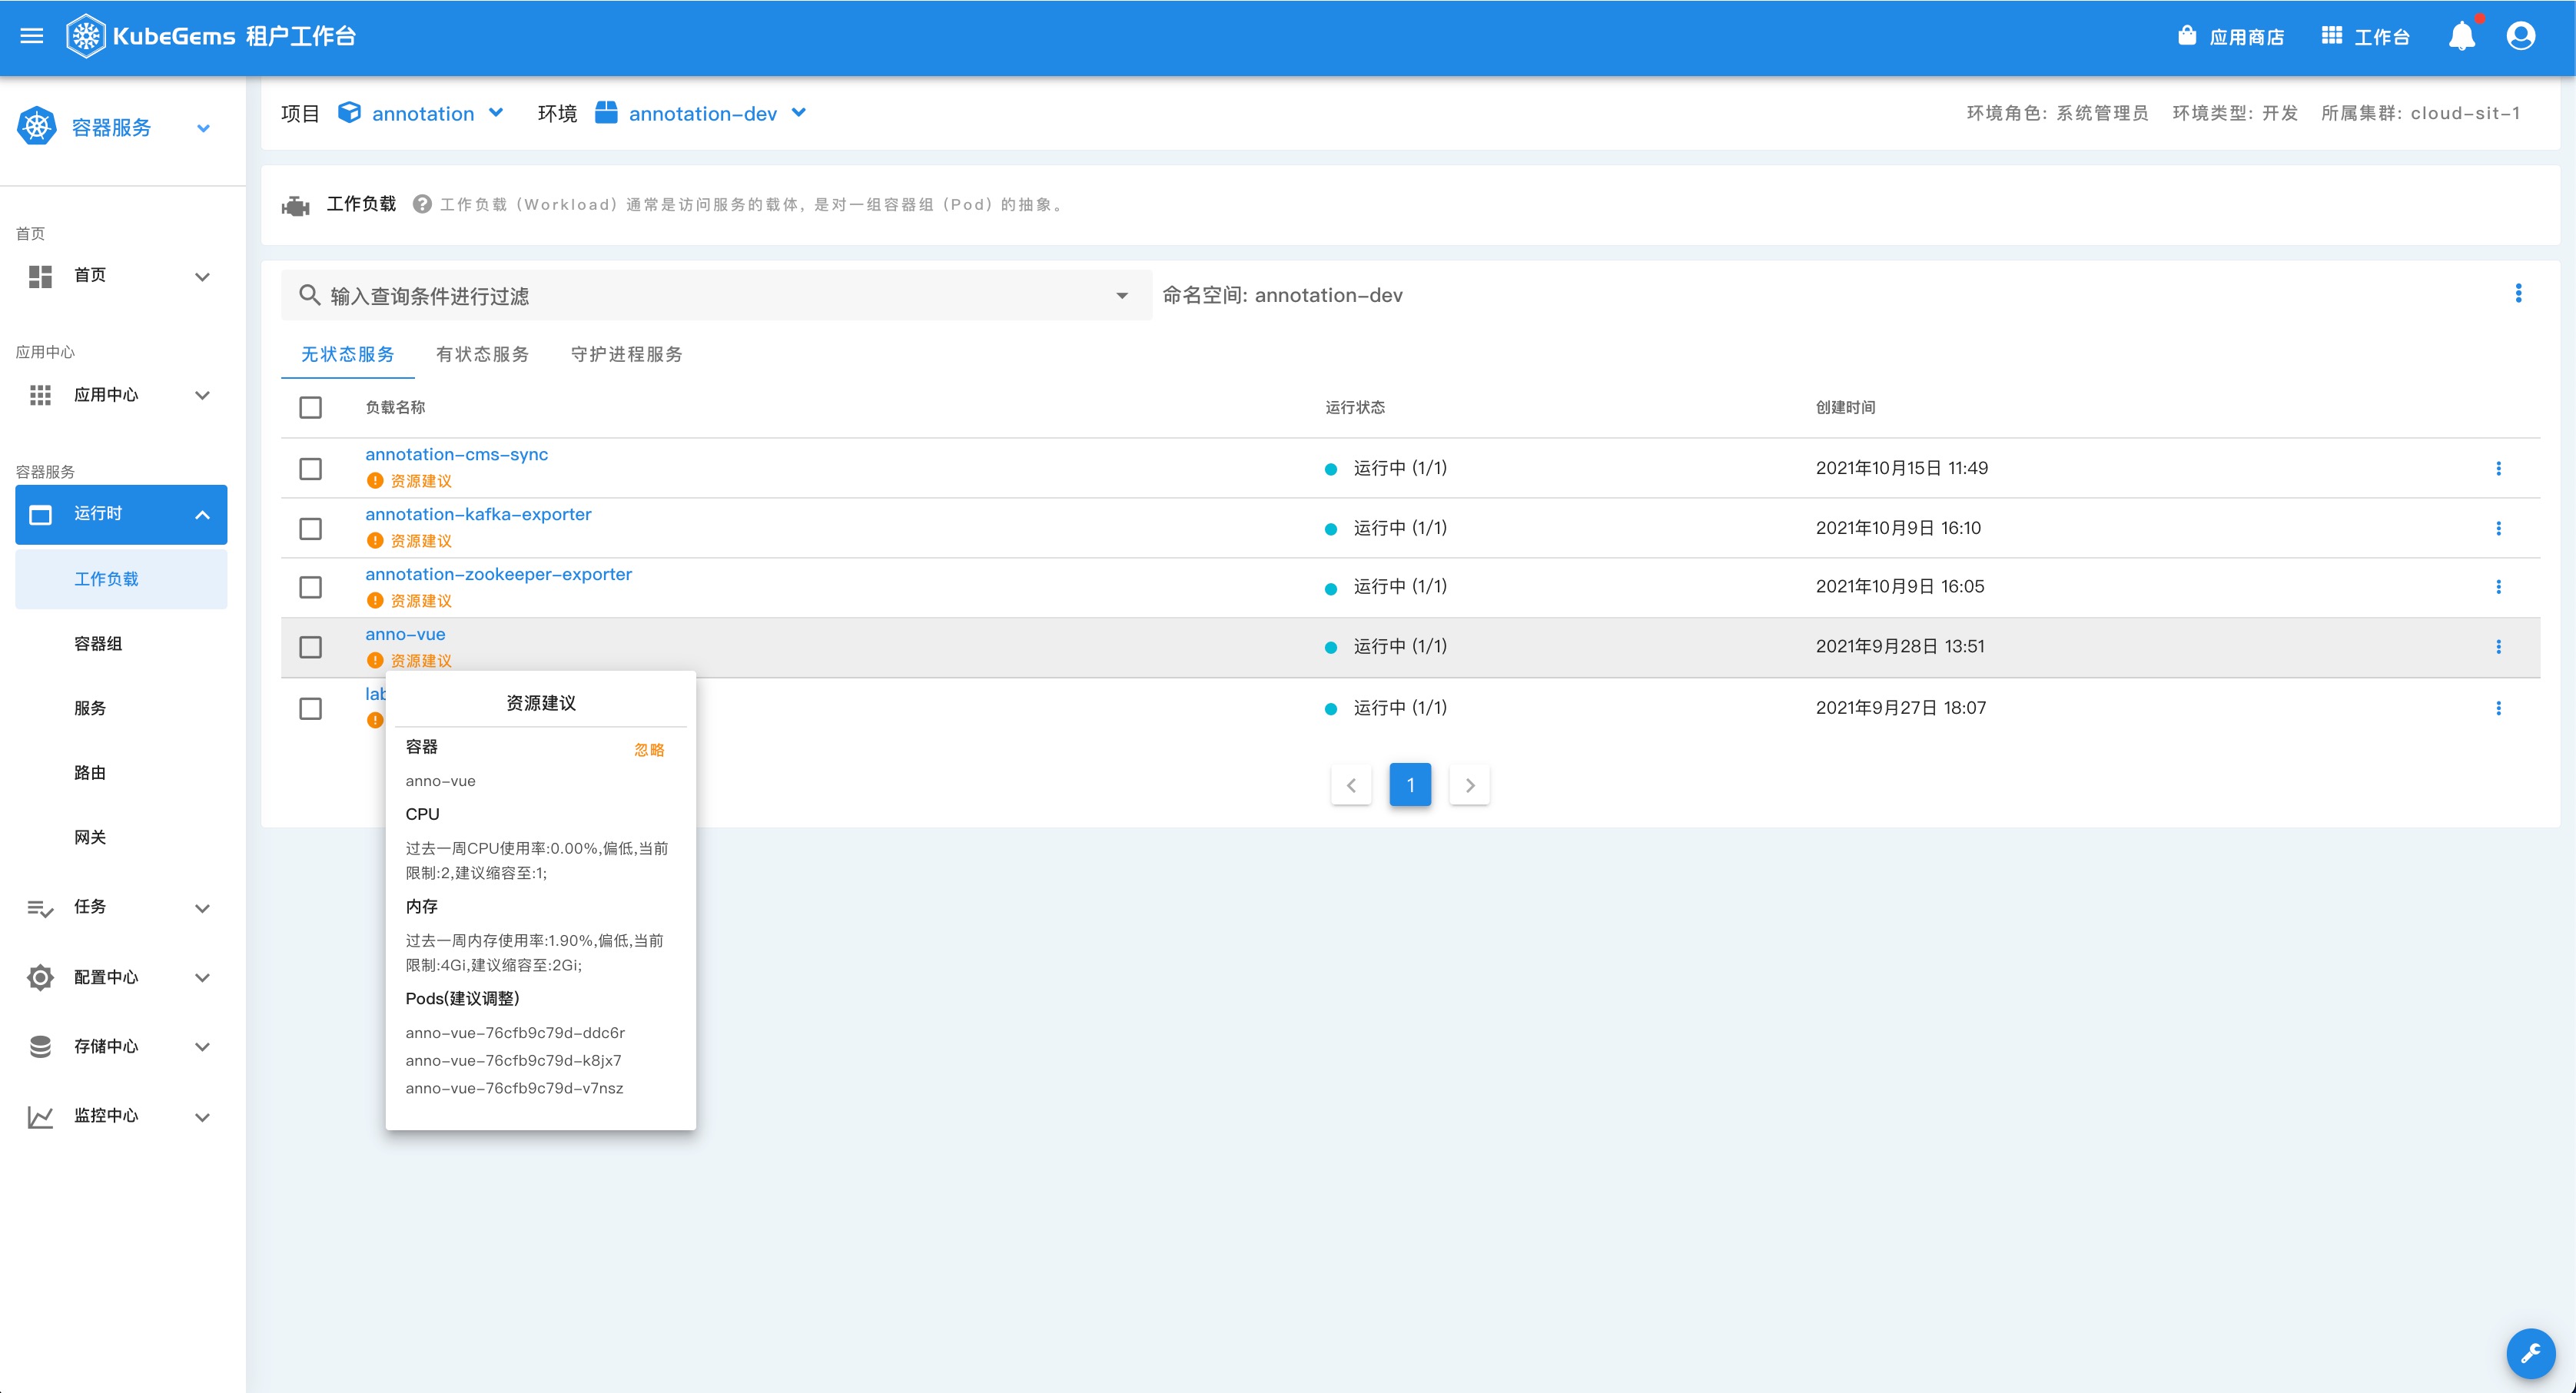 KubeGems 租户工作台
应用商店
工作台
容器服务
项目 annotation 环境 annotation-dev
环境角色: 系统管理员 环境类型: 开发 所属集群: cloud-sit-1
工作负载 工作负载 (Workload) 通常是访问服务的载体, 是对一组容器组 (Pod) 的抽象。
首页
首页
应用中心
应用中心
容器服务
运行时
工作负载
容器组
服务
路由
网关
任务
配置中心
存储中心
监控中心
输入查询条件进行过滤
命名空间: annotation-dev
无状态服务 有状态服务 守护进程服务
负载名称 运行状态 创建时间
annotation-cms-sync
资源建议
运行中 (1/1) 2021年10月15日 11:49
annotation-kafka-exporter
资源建议
运行中 (1/1) 2021年10月9日 16:10
annotation-zookeeper-exporter
资源建议
运行中 (1/1) 2021年10月9日 16:05
anno-vue
资源建议
运行中 (1/1) 2021年9月28日 13:51
运行中 (1/1) 2021年9月27日 18:07
1
资源建议
容器 忽略
anno-vue
CPU
过去一周CPU使用率:0.00%,偏低,当前
限制:2,建议缩容至:1;
内存
过去一周内存使用率:1.90%,偏低,当前
限制:4Gi,建议缩容至:2Gi;
Pods(建议调整)
anno-vue-76cfb9c79d-ddc6r
anno-vue-76cfb9c79d-k8jx7
anno-vue-76cfb9c79d-v7nsz